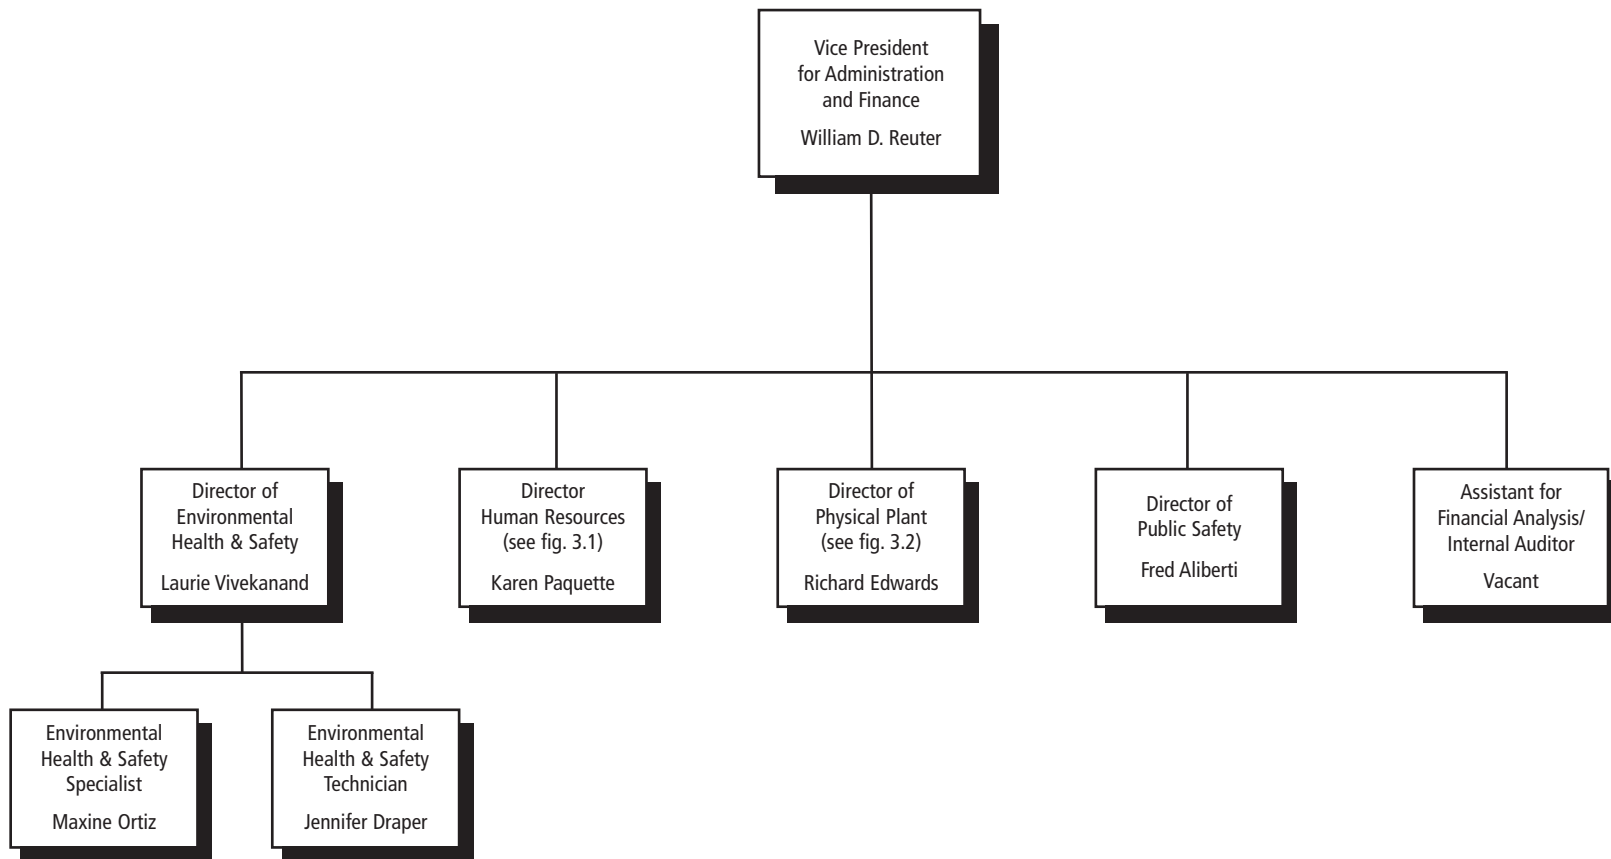 Vice President
for Administration
and Finance
William D. Reuter
Director of
Environmental
Health & Safety
Laurie Vivekanand
Director
Human Resources
(see fig. 3.1)
Karen Paquette
Director of
Physical Plant
(see fig. 3.2)
Richard Edwards
Director of
Public Safety
Fred Aliberti
Assistant for
Financial Analysis/
Internal Auditor
Vacant
Environmental
Health & Safety
Specialist
Maxine Ortiz
Environmental
Health & Safety
Technician
Jennifer Draper